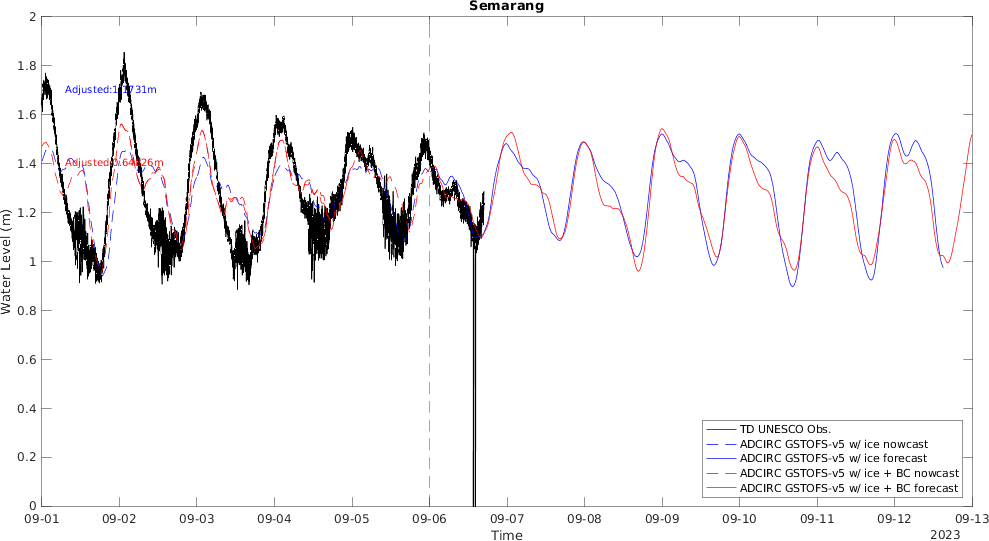 Semarang
2
1.8
1.6
1.4
1.2
1
0.8
0.6
0.4
0.2
0
Water Level (m)
Adjusted:1.1731m
Adjusted:0.64826m
TD UNESCO Obs.
ADCIRC GSTOFS-v5 w/ ice nowcast
ADCIRC GSTOFS-v5 w/ ice forecast
ADCIRC GSTOFS-v5 w/ ice + BC nowcast
ADCIRC GSTOFS-v5 w/ ice + BC forecast
09-01 09-02 09-03 09-04 09-05 09-06 09-07 09-08 09-09 09-10 09-11 09-12 09-13
Time
2023